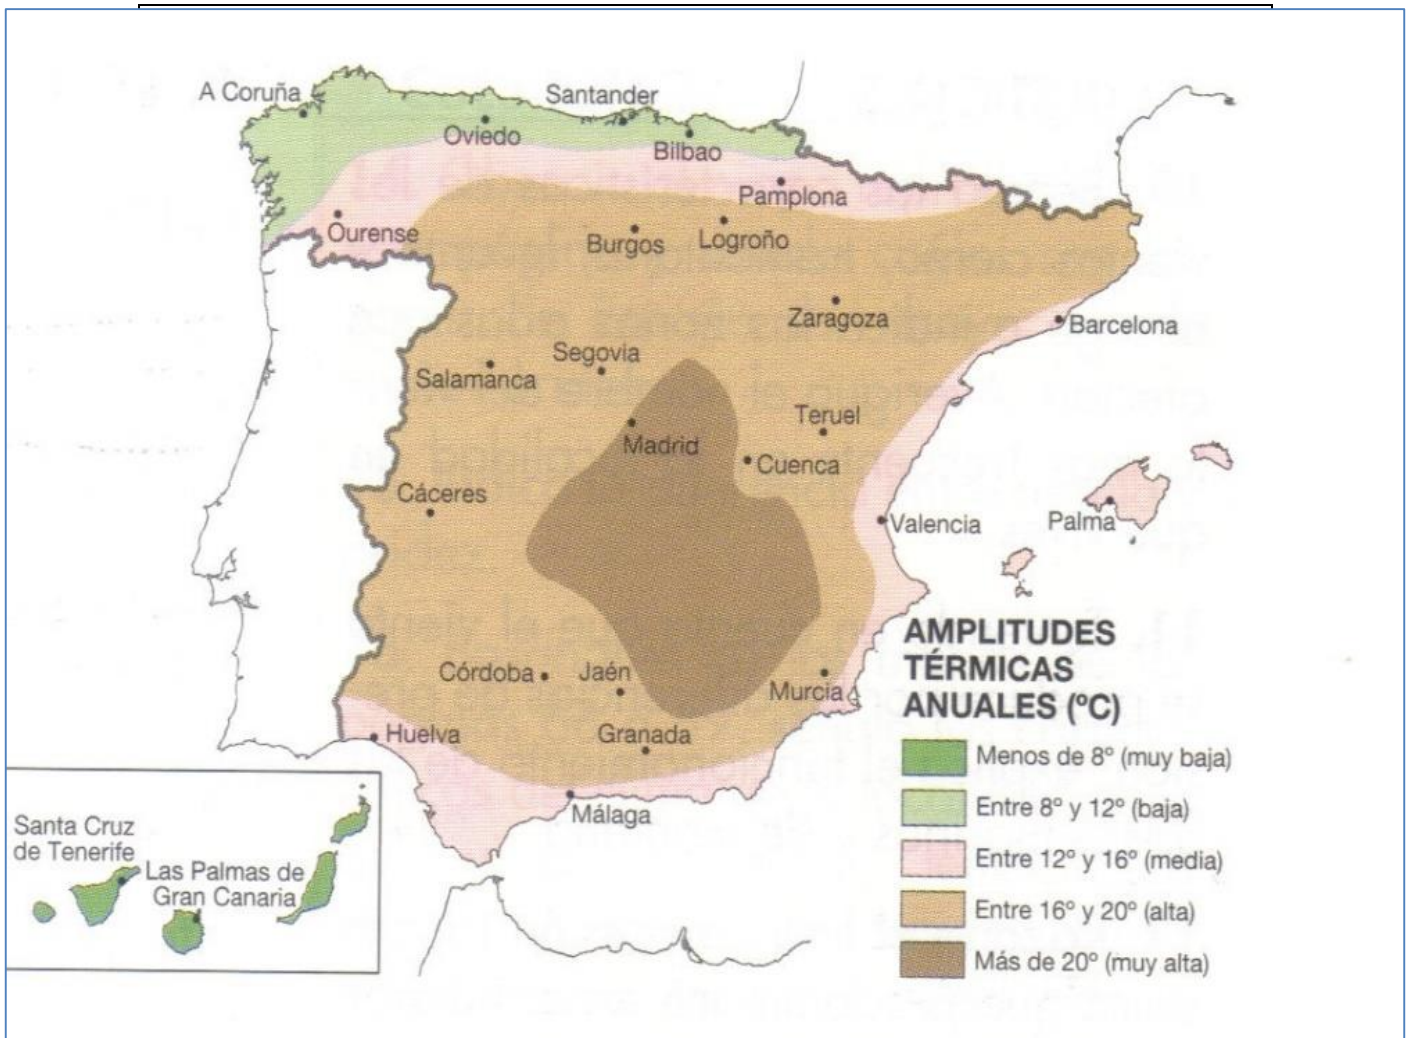 A Coruña
Santander
Oviedo
Bilbao
Pamplona
Ourense
Burgos
Logroño
Zaragoza
Barcelona
Segovia
Salamanca
Teruel
Madrid
Cuenca
Cáceres
Valencia
Palma
Córdoba
Jaén
Murcia
Huelva
Granada
Málaga
Santa Cruz
de Tenerife
Las Palmas de
Gran Canaria
AMPLITUDES
TÉRMICAS
ANUALES (ºC)
Menos de 8º (muy baja)
Entre 8º y 12º (baja)
Entre 12º y 16º (media)
Entre 16º y 20º (alta)
Más de 20º (muy alta)